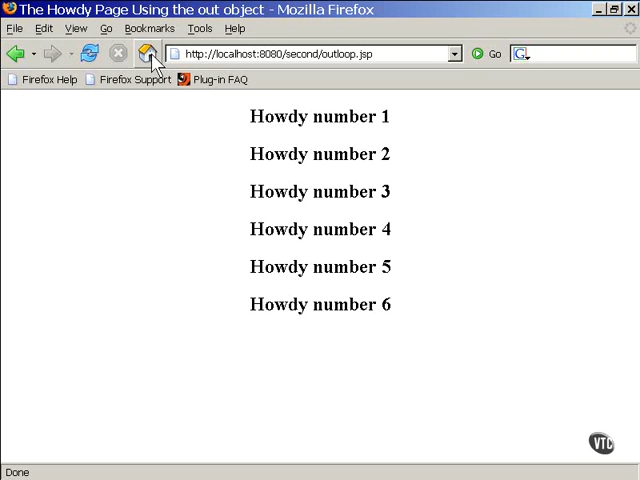 The Howdy Page Using the out object - Mozilla Firefox
File Edit View Go Bookmarks Tools Help
http://localhost:8080/second/outloop.jsp Go G
Firefox Help Firefox Support Plug-in FAQ
Howdy number 1
Howdy number 2
Howdy number 3
Howdy number 4
Howdy number 5
Howdy number 6
VTC
Done